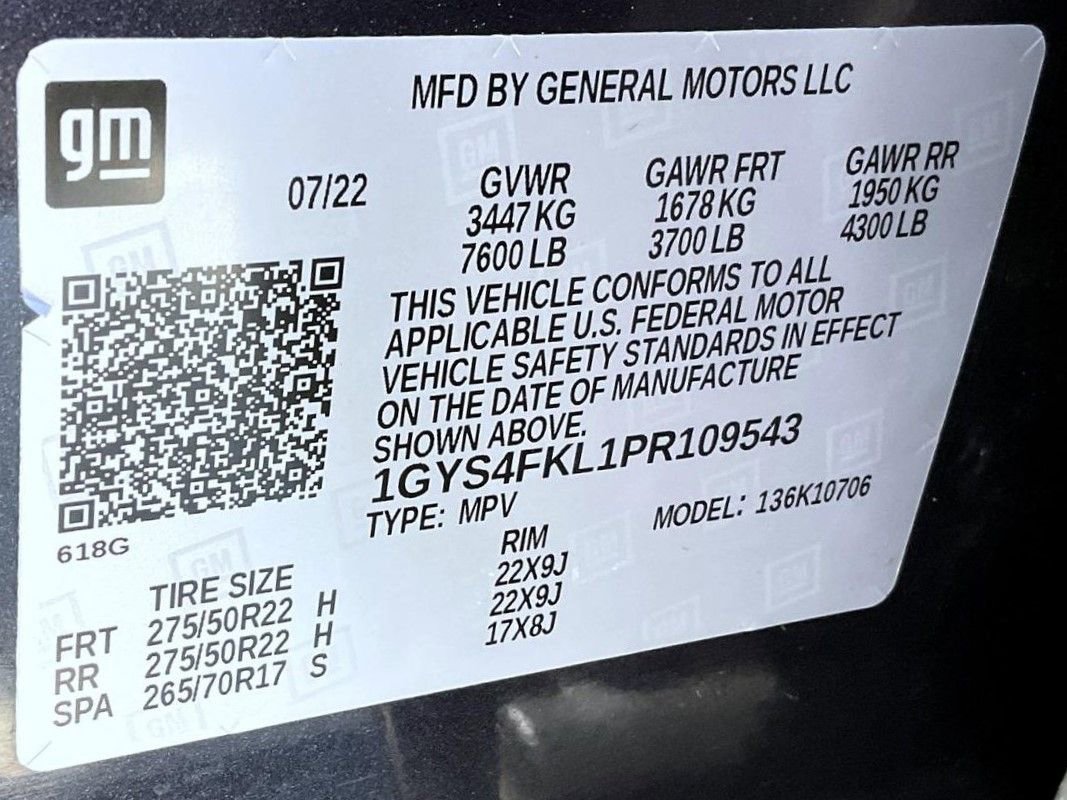 gm
MFD BY GENERAL MOTORS LLC
07/22 GVWR GAWR FRT GAWR RR
3447 KG 1678 KG 1950 KG
7600 LB 3700 LB 4300 LB
THIS VEHICLE CONFORMS TO ALL
APPLICABLE U.S. FEDERAL MOTOR
VEHICLE SAFETY STANDARDS IN EFFECT
ON THE DATE OF MANUFACTURE
SHOWN ABOVE.
1GYS4FKL1PR109543
TYPE: MPV MODEL: 136K10706
618G
TIRE SIZE RIM
FRT 275/50R22 H 22X9J
RR 275/50R22 H 22X9J
SPA 265/70R17 S 17X8J